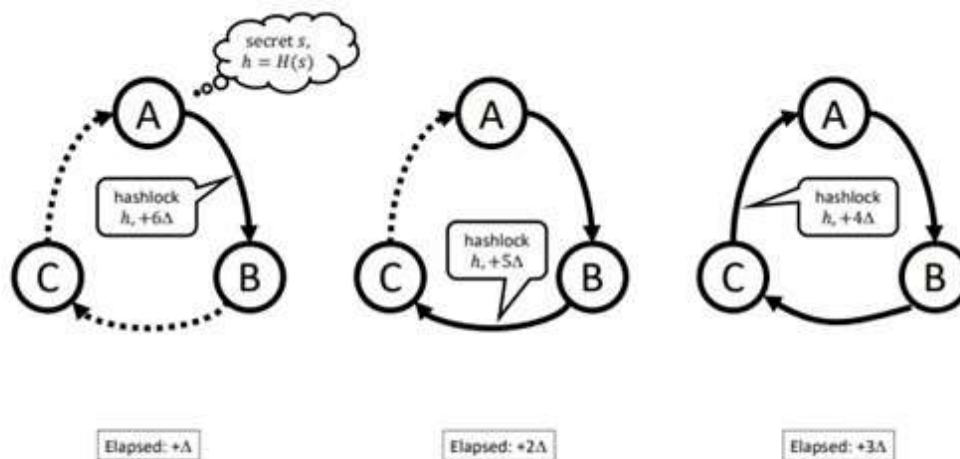 secret s,
h = H(s)
A
hashlock
h, +6Δ
C
B
Elapsed: +Δ
A
hashlock
h, +5Δ
C
B
Elapsed: +2Δ
A
hashlock
h, +4Δ
C
B
Elapsed: +3Δ